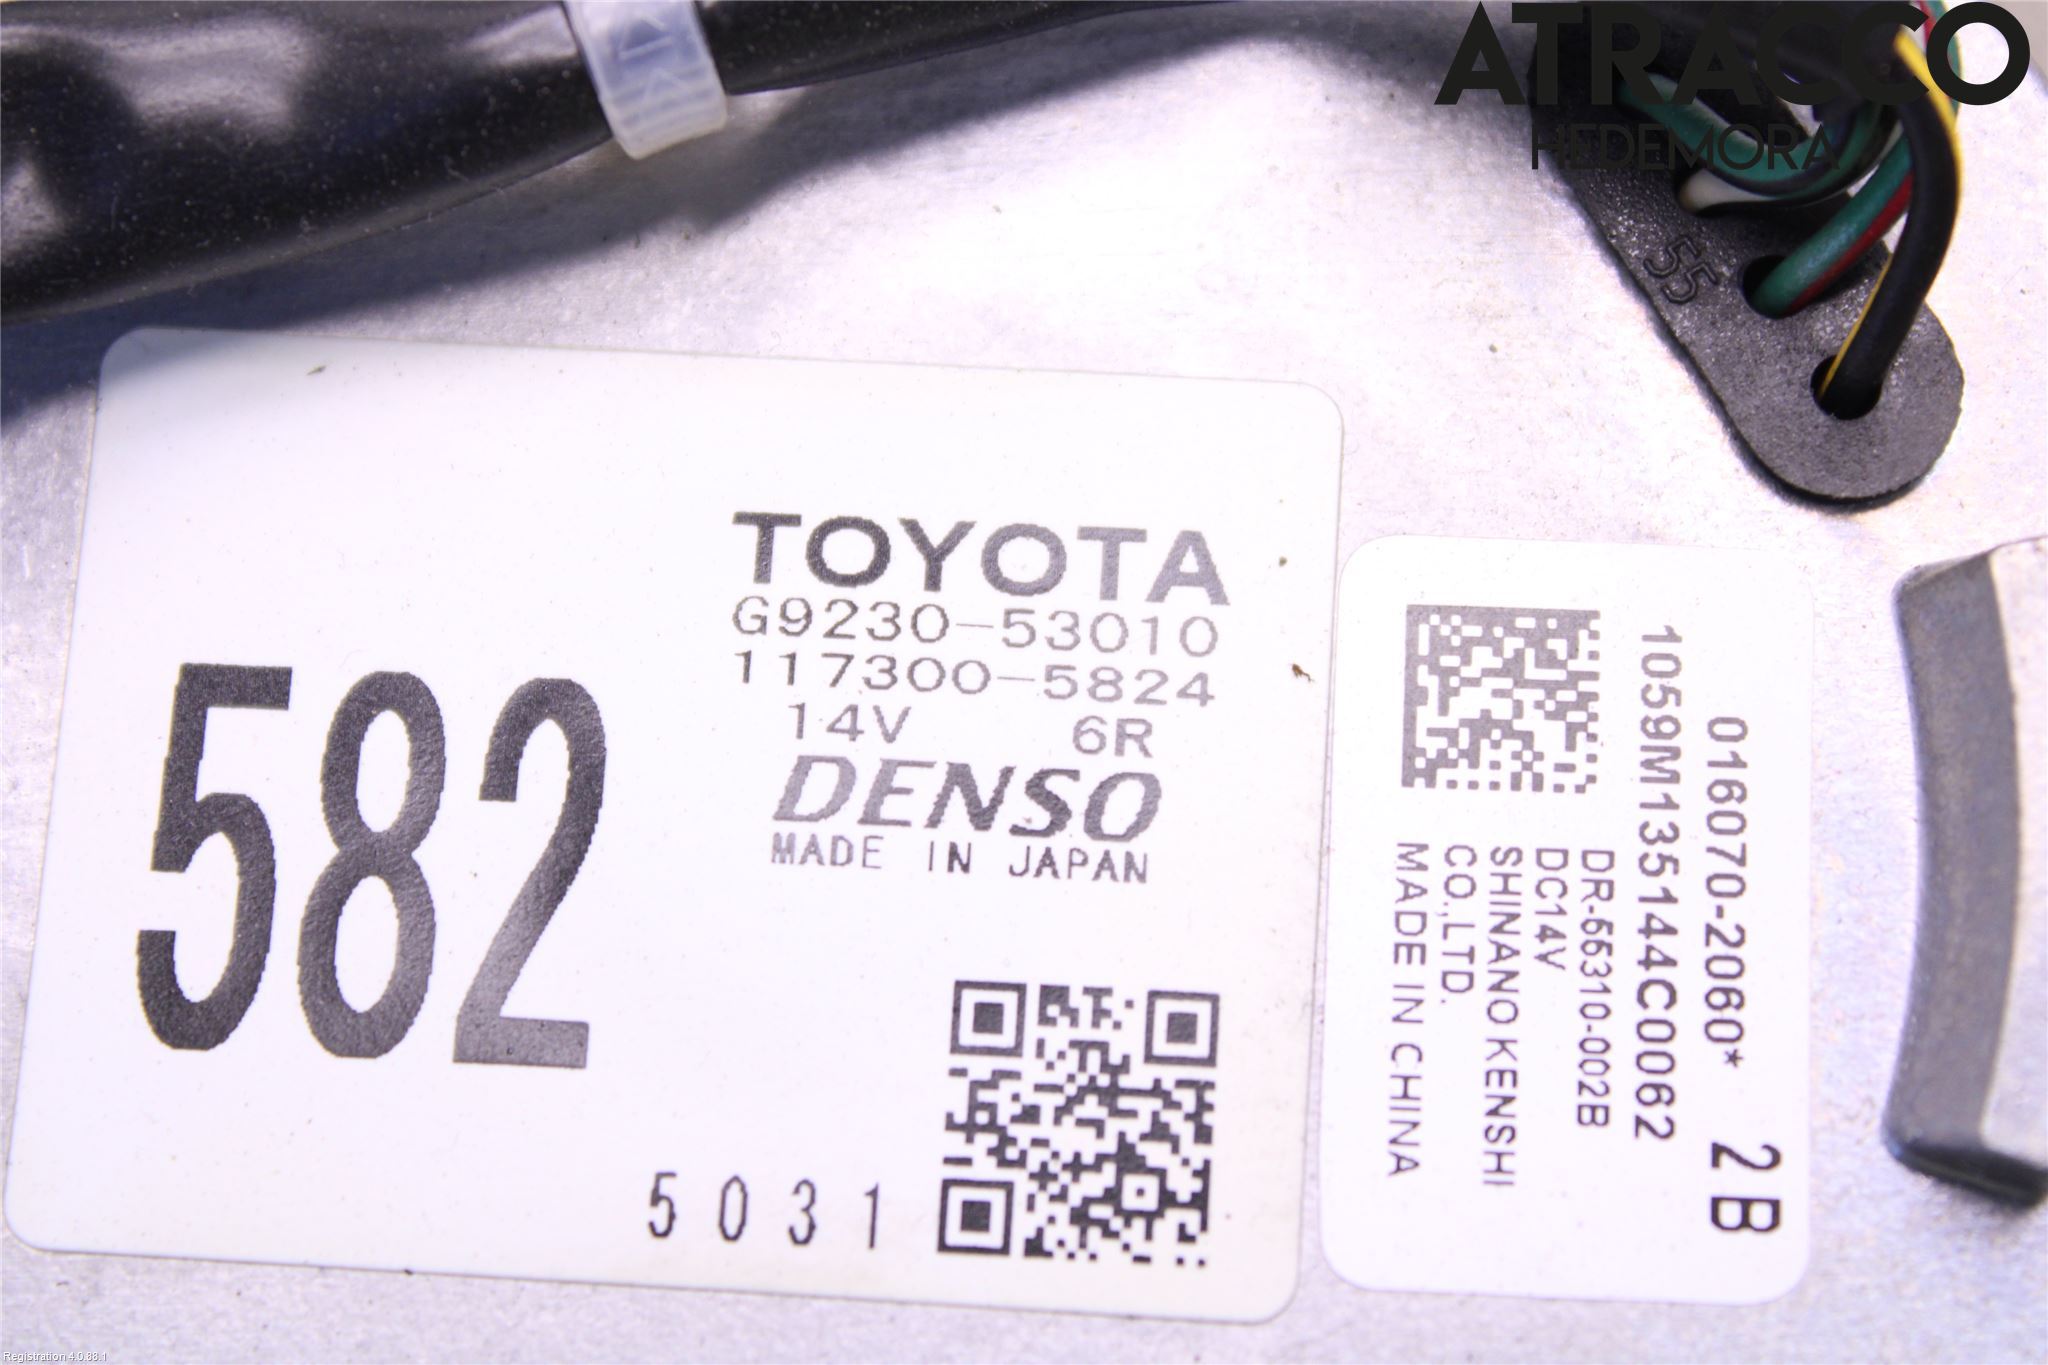 ATRACCO
HEDEMORA
55
TOYOTA
G9230-53010
117300-5824
14V 6R
DENSO
MADE IN JAPAN
582
5031
016070-2060* 2B
1059M135144C0062
DR-55310-002B
DC14V
SHINANO KENSHI
CO.,LTD.
MADE IN CHINA
Registration 4.0.88.1